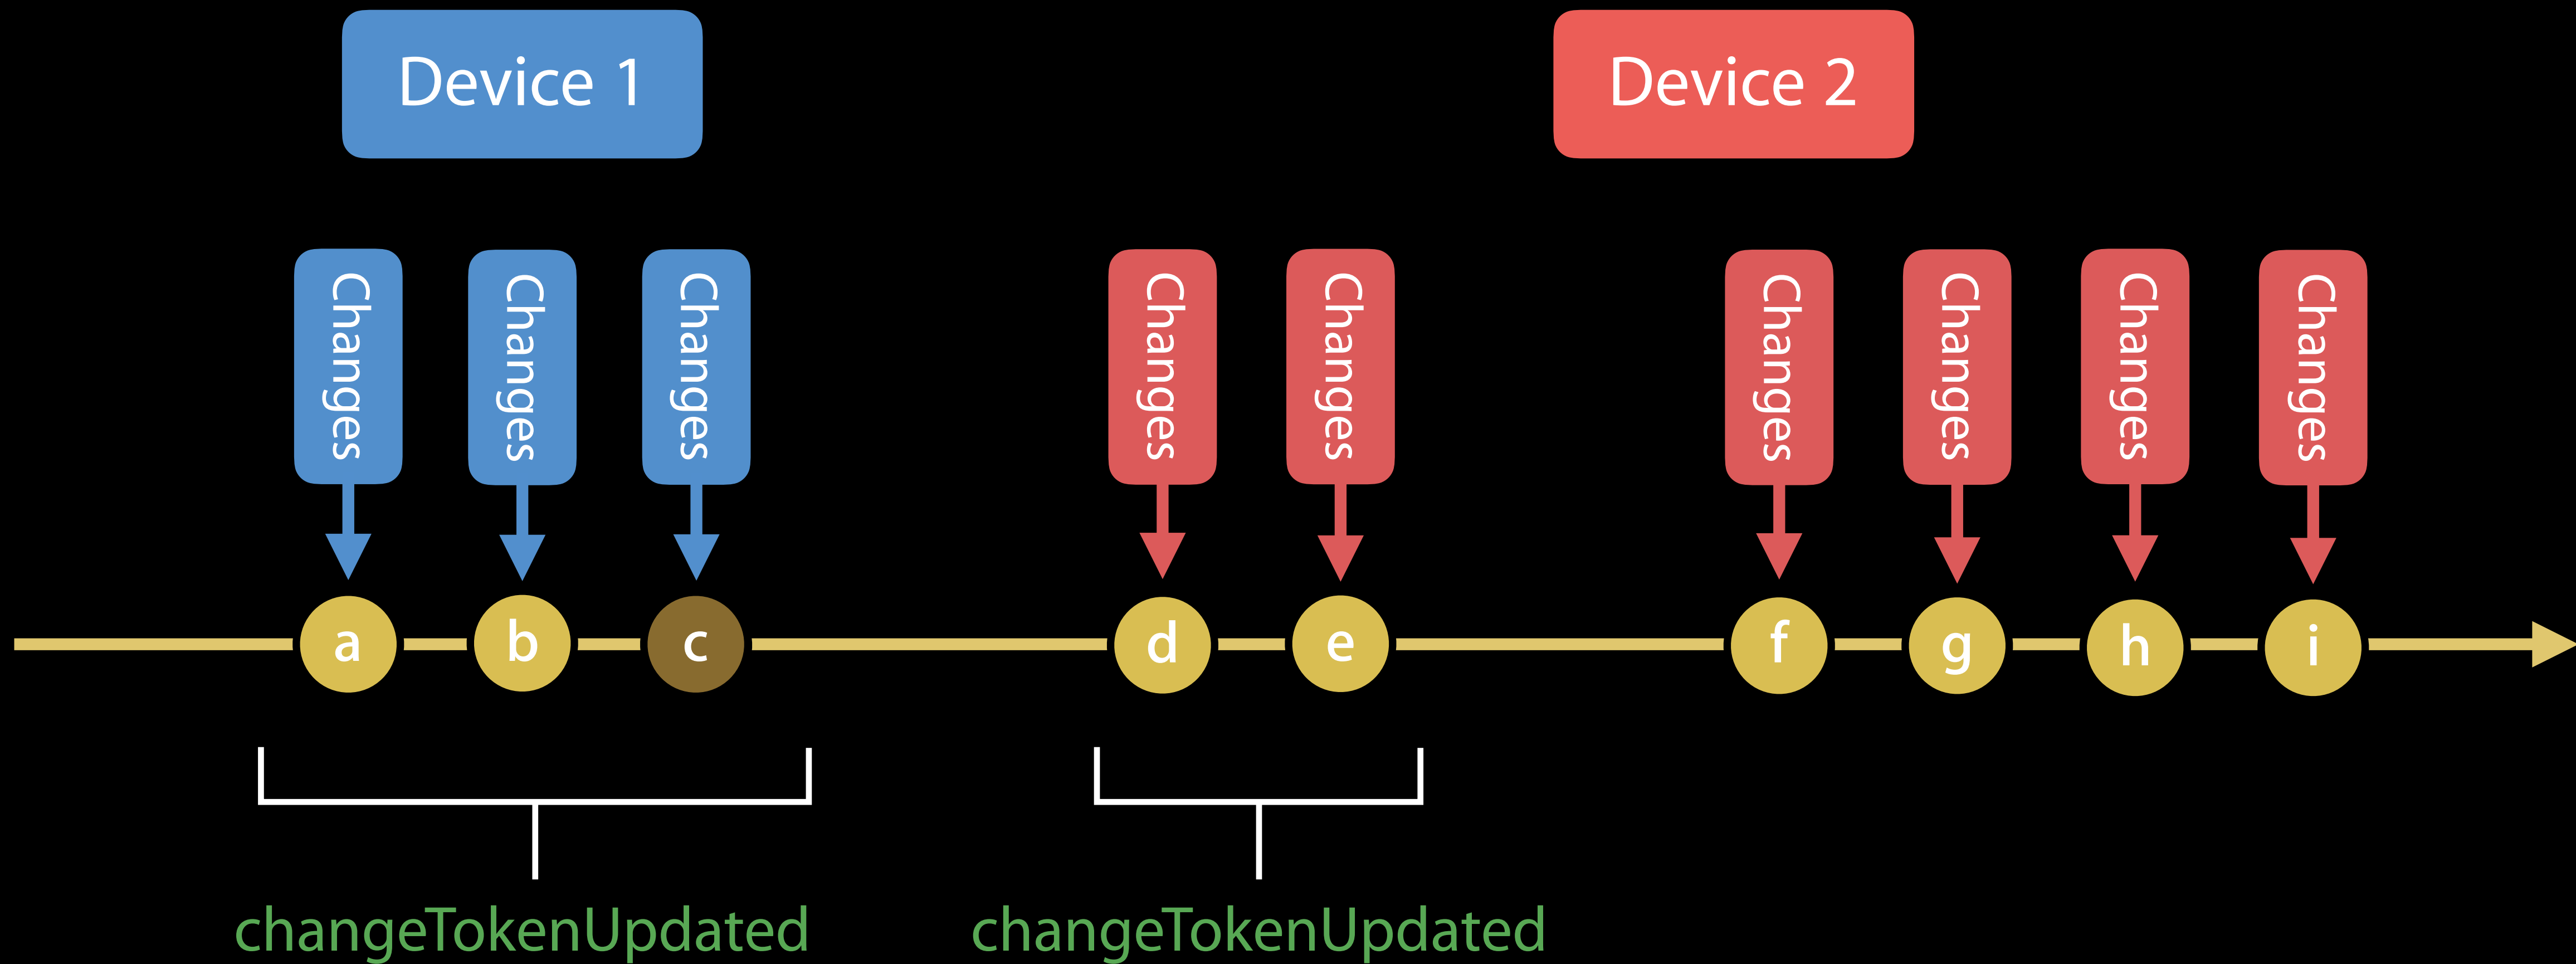 Device 1
Device 2
Changes
Changes
Changes
Changes
Changes
Changes
Changes
Changes
Changes
a
b
c
d
e
f
g
h
i
changeTokenUpdated
changeTokenUpdated